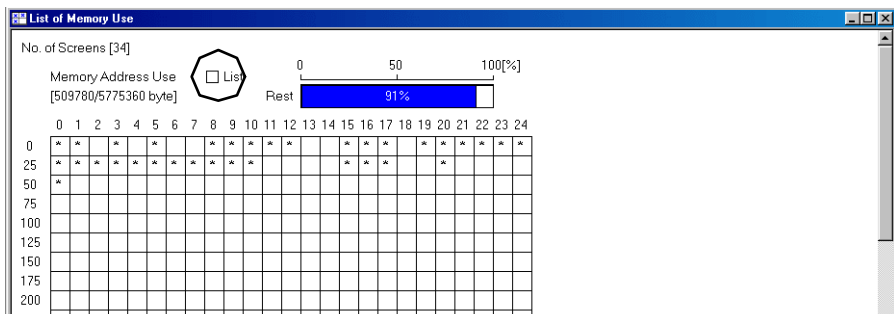 List of Memory Use
No. of Screens [34]
Memory Address Use
[509780/5775360 byte]
List
0 50 100[%]
Rest 91%
0 1 2 3 4 5 6 7 8 9 10 11 12 13 14 15 16 17 18 19 20 21 22 23 24
0 * * * * * * * * * * * * * * * * * *
25 * * * * * * * * * * * * * * *
50 *
75
100
125
150
175
200